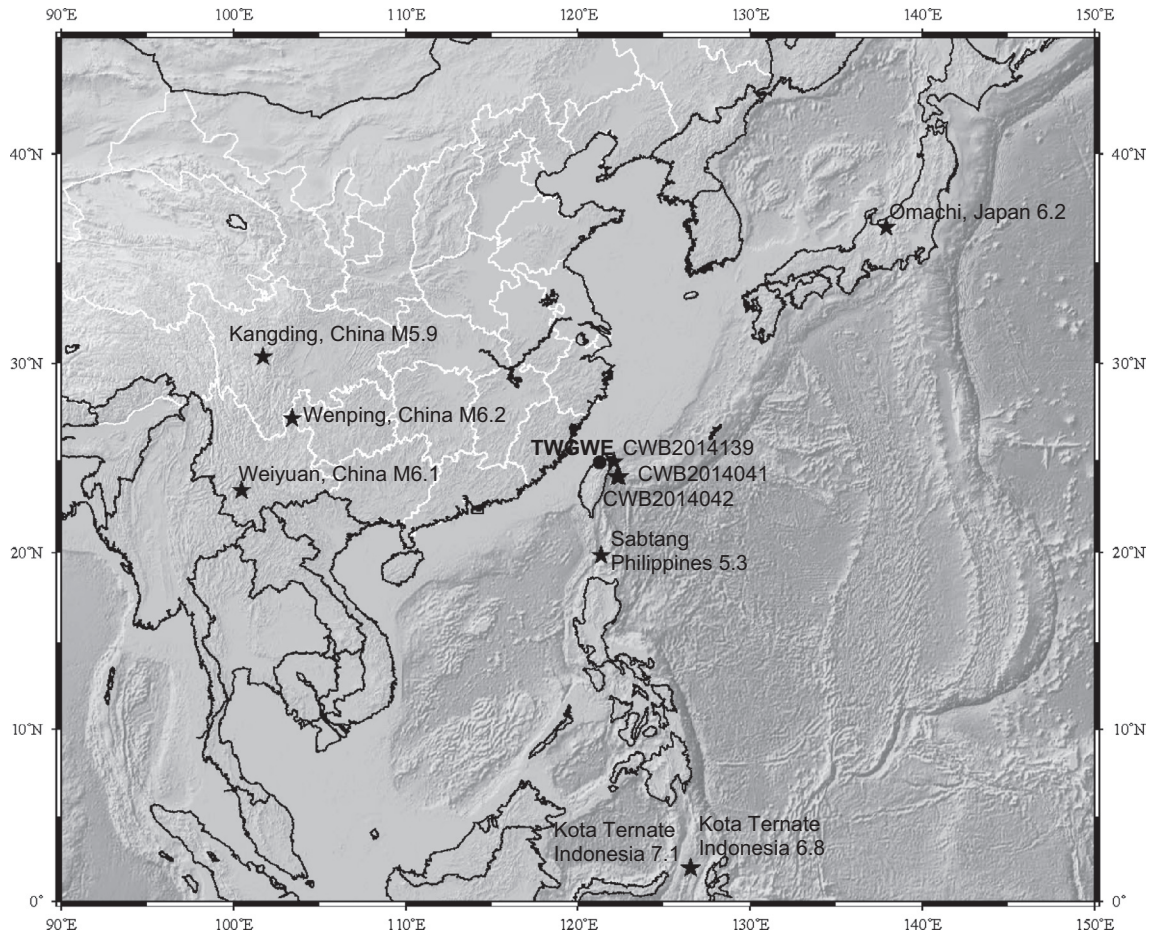 90°E 100°E 110°E 120°E 130°E 140°E 150°E
40°N 40°N
Omachi, Japan 6.2
Kangding, China M5.9
30°N 30°N
Wenping, China M6.2
TWGWF CWB2014139
Weiyuan, China M6.1 CWB2014041
CWB2014042
20°N 20°N
Sabtang
Philippines 5.3
10°N 10°N
Kota Ternate
Indonesia 7.1
Kota Ternate
Indonesia 6.8
0° 0°
90°E 100°E 110°E 120°E 130°E 140°E 150°E